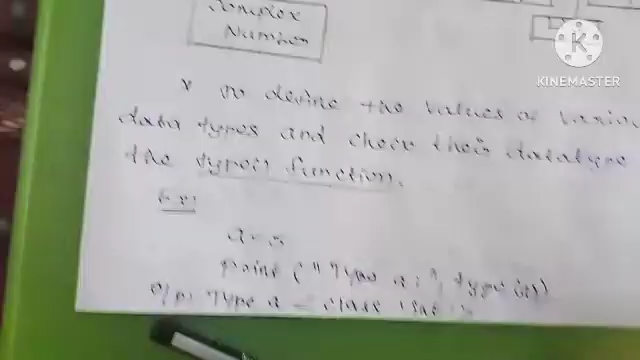 Complex
Number
KINEMASTER
* To define the values of
data types and check their datatype
the type() function.
Ex:
a = 5
print ("Type a:", type (a))
O/p: Type a - class 'int'